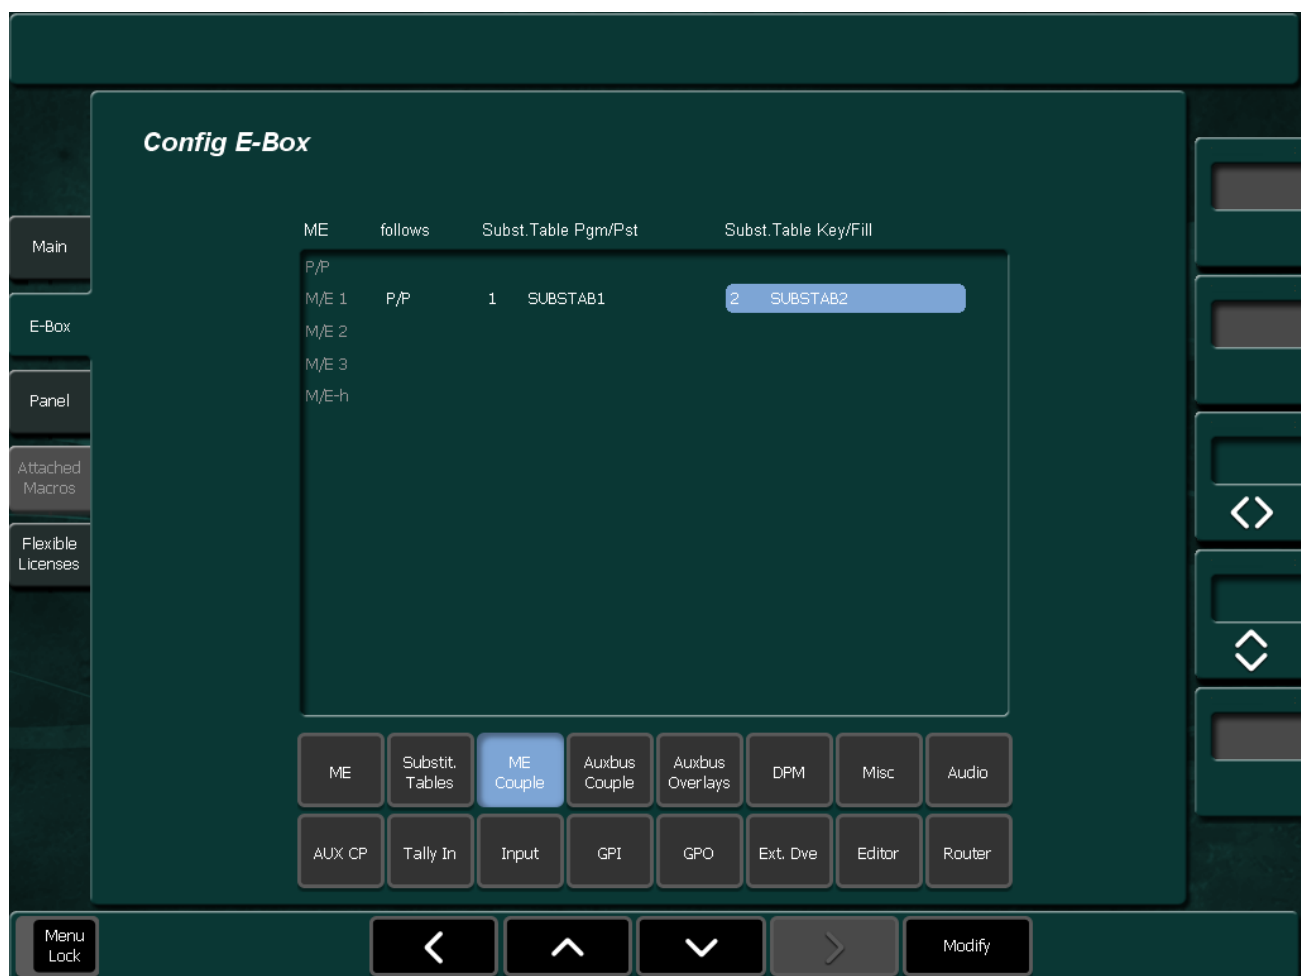 Config E-Box
ME follows Subst.Table Pgm/Pst Subst.Table Key/Fill
P/P
M/E 1 P/P 1 SUBSTAB1 2 SUBSTAB2
M/E 2
M/E 3
M/E-h
Main
E-Box
Panel
Attached
Macros
Flexible
Licenses
ME
Substit.
Tables
ME
Couple
Auxbus
Couple
Auxbus
Overlays
DPM
Misc
Audio
AUX CP
Tally In
Input
GPI
GPO
Ext. Dve
Editor
Router
Menu
Lock
Modify